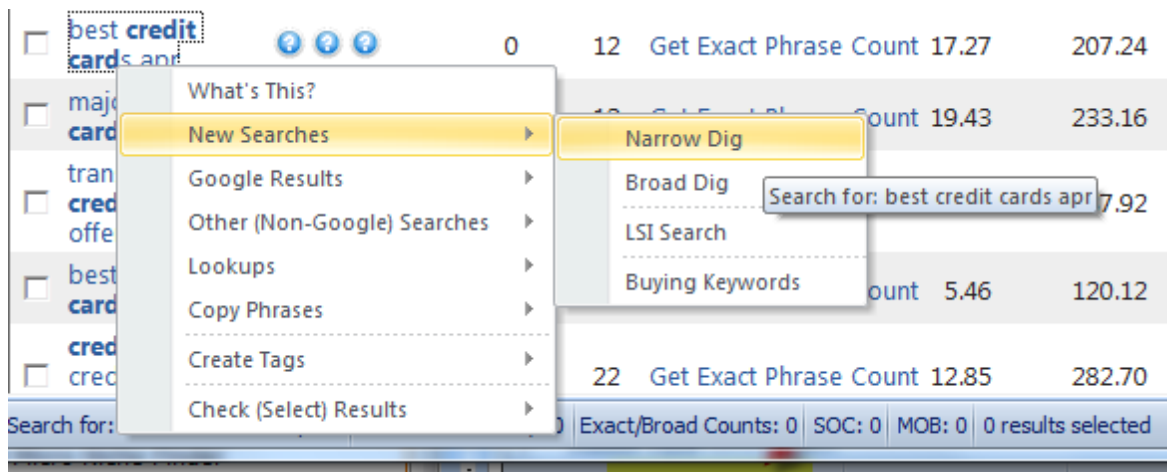 best credit
cards apr
0 12 Get Exact Phrase Count 17.27 207.24
What's This?
19.43 233.16
New Searches
Narrow Dig
Google Results
Broad Dig
Search for: best credit cards apr
7.92
Other (Non-Google) Searches
LSI Search
Lookups
Buying Keywords
best
card
ount 5.46 120.12
Copy Phrases
Create Tags
22 Get Exact Phrase Count 12.85 282.70
Check (Select) Results
Search for:
Exact/Broad Counts: 0 SOC: 0 MOB: 0 0 results selected